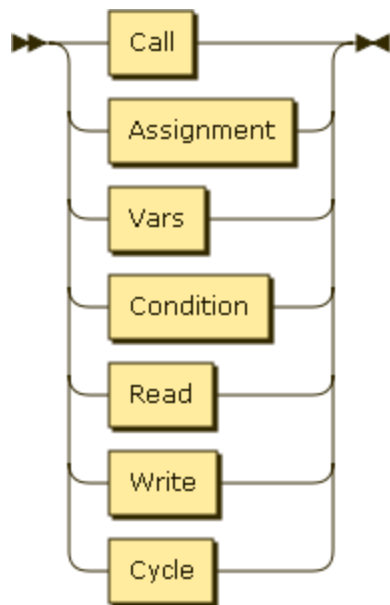 Call
Assignment
Vars
Condition
Read
Write
Cycle